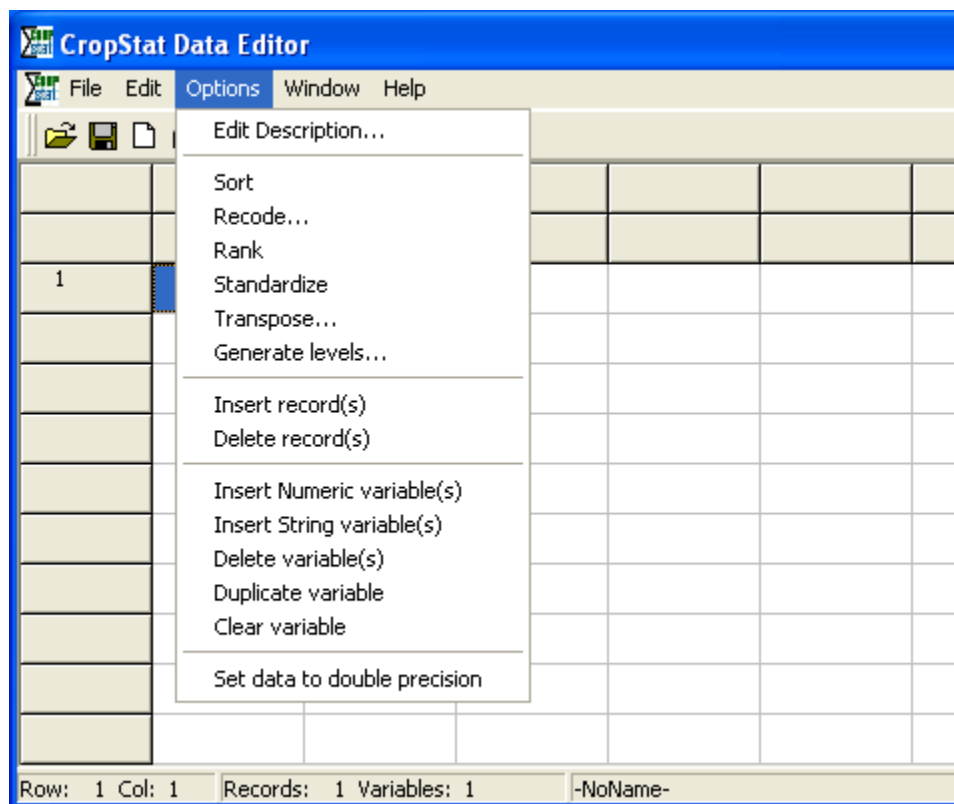 CropStat Data Editor
File Edit Options Window Help
Edit Description...
Sort
Recode...
Rank
Standardize
Transpose...
Generate levels...
Insert record(s)
Delete record(s)
Insert Numeric variable(s)
Insert String variable(s)
Delete variable(s)
Duplicate variable
Clear variable
Set data to double precision
1
Row: 1 Col: 1 Records: 1 Variables: 1 -NoName-